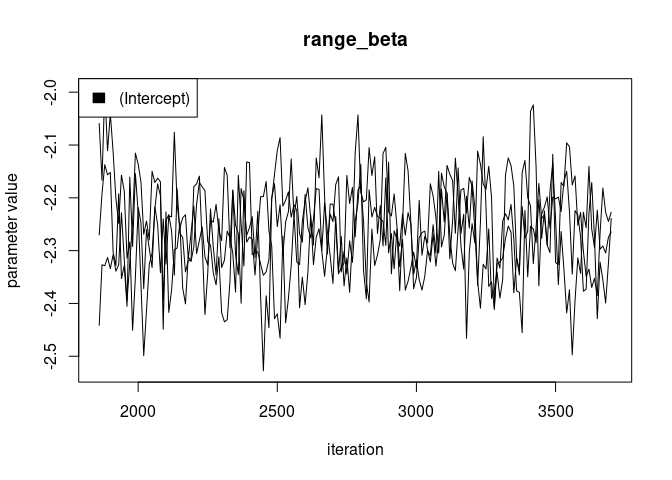 range_beta
(Intercept)
parameter value
-2.0
-2.1
-2.2
-2.3
-2.4
-2.5
2000 2500 3000 3500
iteration